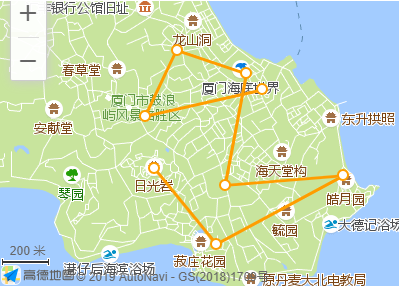 银行公馆旧址
龙山洞
春草堂
厦门海底世界
厦门市鼓浪
屿风景名胜区
东升拱照
安献堂
海天堂构
日光岩
琴园
皓月园
大德记浴场
毓园
200 米
菽庄花园
港仔后海滨浴场
高德地图 © 2019 AutoNavi - GS(2018)1709号
原丹麦大北电报局